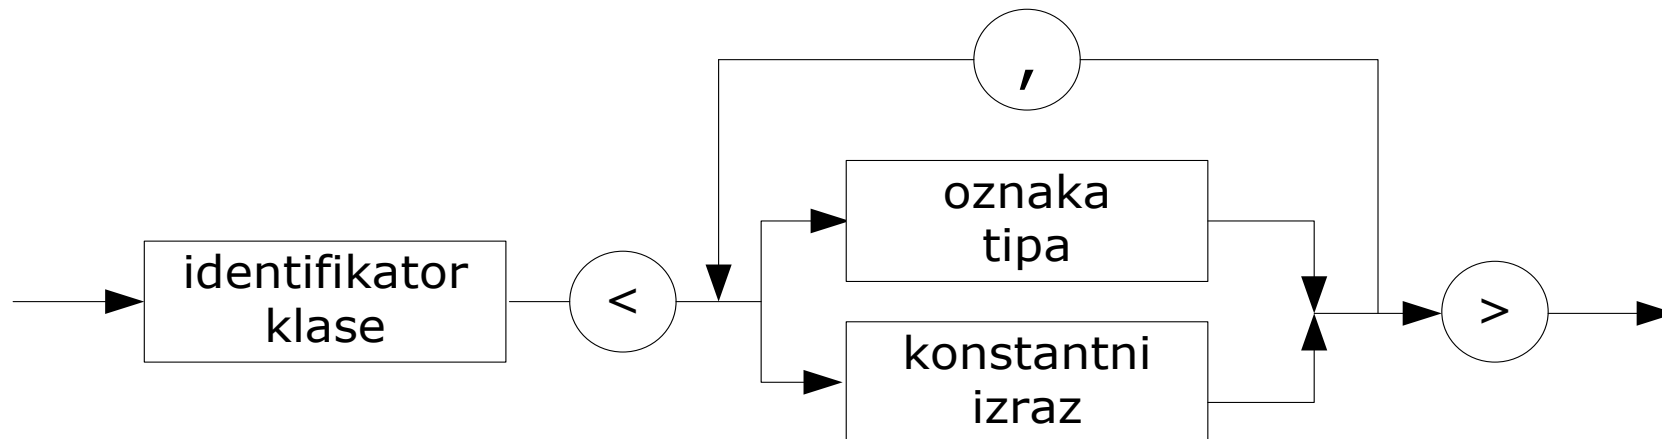 ,
oznaka
tipa
identifikator
klase
<
>
konstantni
izraz